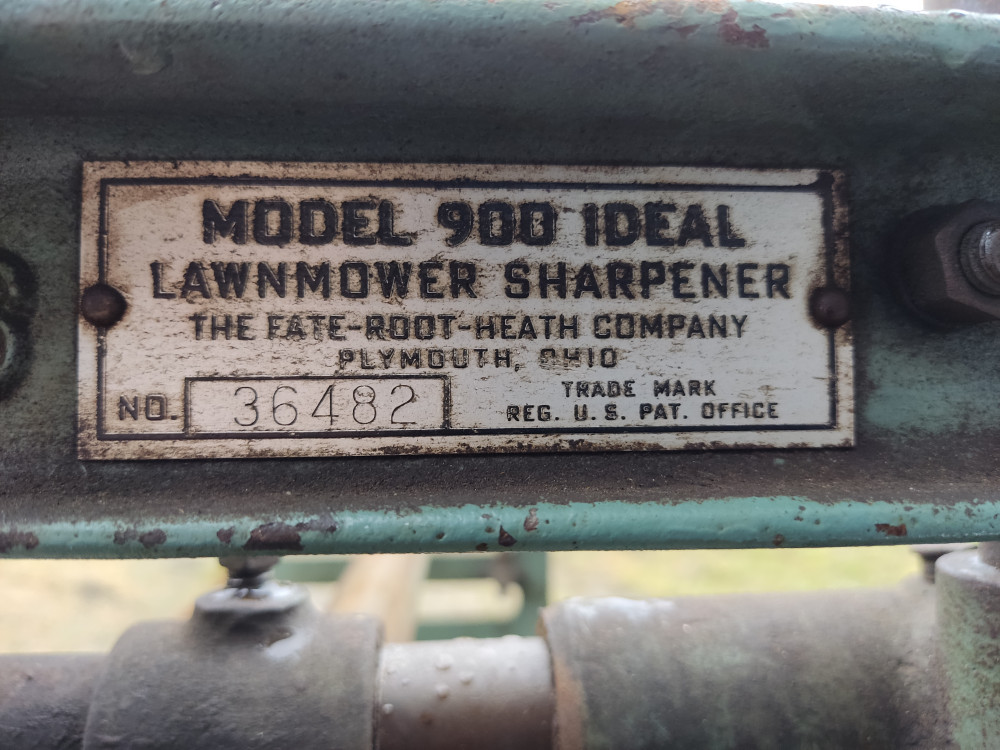 MODEL 900 IDEAL
LAWNMOWER SHARPENER
THE FATE-ROOT-HEATH COMPANY
PLYMOUTH, OHIO
NO. 36482
TRADE MARK
REG. U.S. PAT. OFFICE